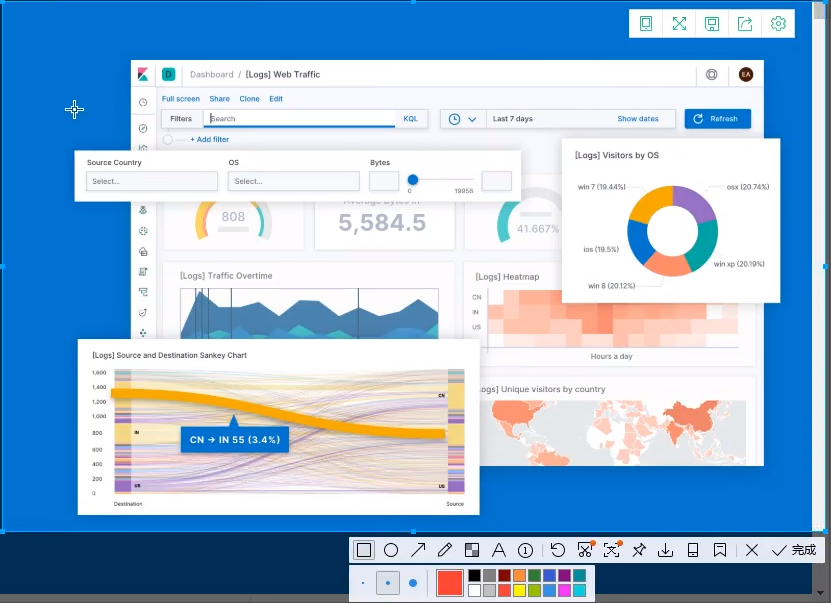 D Dashboard / [Logs] Web Traffic EA
Full screen Share Clone Edit
Filters Search KQL Last 7 days Show dates Refresh
+ Add filter
Source Country OS Bytes
Select... Select... 0 19956
[Logs] Visitors by OS
win 7 (19.44%) osx (20.74%)
ios (19.5%) win xp (20.19%)
win 8 (20.12%)
808
Average Bytes in
5,584.5
41.667%
[Logs] Traffic Overtime
[Logs] Heatmap
CN
IN
US
Hours a day
[Logs] Source and Destination Sankey Chart
1,600
1,400
1,200
1,000
800
600
400
200
0
CN
IN
US
US
CN → IN 55 (3.4%)
Destination Source
[Logs] Unique visitors by country
A 1 文 完成